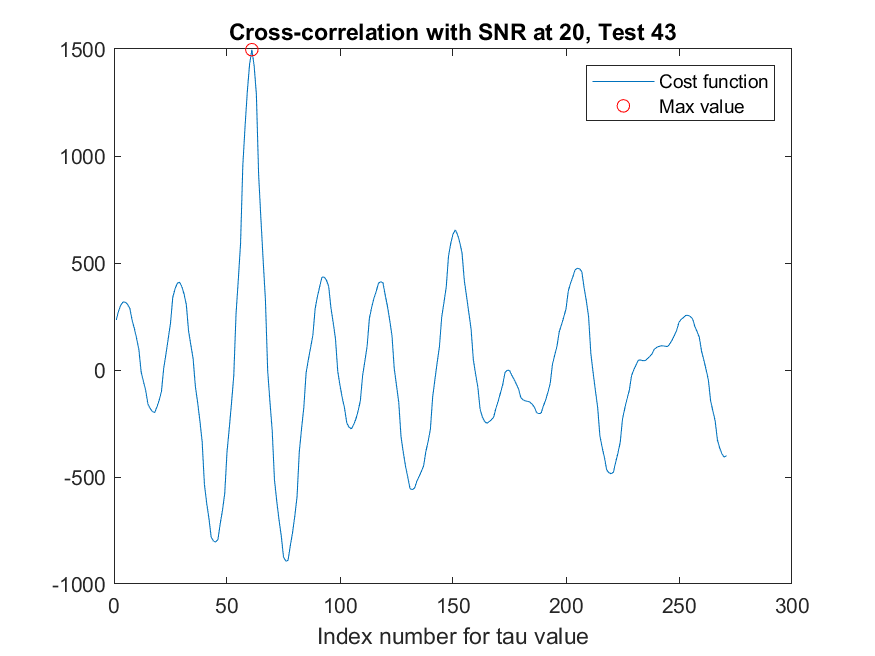 Cross-correlation with SNR at 20, Test 43
1500
1000
500
0
-500
-1000
Cost function
Max value
0 50 100 150 200 250 300
Index number for tau value